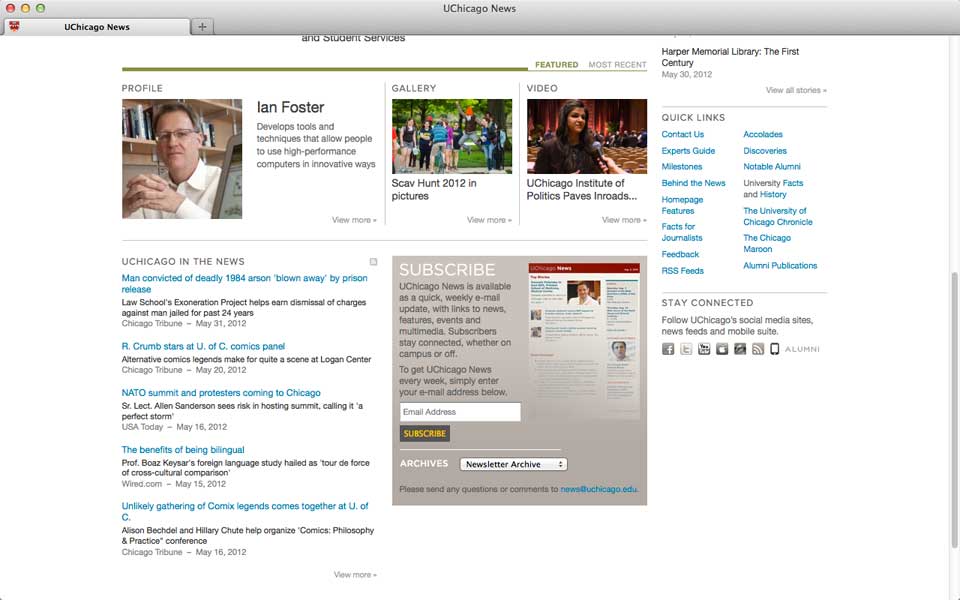 UChicago News
UChicago News
and Student Services
FEATURED MOST RECENT
PROFILE
Ian Foster
Develops tools and
techniques that allow people
to use high-performance
computers in innovative ways
View more »
GALLERY
Scav Hunt 2012 in
pictures
View more »
VIDEO
UChicago Institute of
Politics Paves Inroads...
View more »
UCHICAGO IN THE NEWS
Man convicted of deadly 1984 arson 'blown away' by prison
release
Law School's Exoneration Project helps earn dismissal of charges
against man jailed for past 24 years
Chicago Tribune – May 31, 2012
R. Crumb stars at U. of C. comics panel
Alternative comics legends make for quite a scene at Logan Center
Chicago Tribune – May 20, 2012
NATO summit and protesters coming to Chicago
Sr. Lect. Allen Sanderson sees risk in hosting summit, calling it 'a
perfect storm'
USA Today – May 16, 2012
The benefits of being bilingual
Prof. Boaz Keysar's foreign language study hailed as 'tour de force
of cross-cultural comparison'
Wired.com – May 15, 2012
Unlikely gathering of Comix legends comes together at U. of
C.
Alison Bechdel and Hillary Chute help organize 'Comics: Philosophy
& Practice" conference
Chicago Tribune – May 16, 2012
View more »
SUBSCRIBE
UChicago News is available
as a quick, weekly e-mail
update, with links to news,
features, events and
multimedia. Subscribers
stay connected, whether on
campus or off.
To get UChicago News
every week, simply enter
your e-mail address below.
Email Address
SUBSCRIBE
ARCHIVES Newsletter Archive
Please send any questions or comments to news@uchicago.edu.
UChicago News
Top Stories
Harper Memorial Library: The First
Century
May 30, 2012
View all stories »
QUICK LINKS
Contact Us
Experts Guide
Milestones
Behind the News
Homepage
Features
Facts for
Journalists
Feedback
RSS Feeds
Accolades
Discoveries
Notable Alumni
University Facts
and History
The University of
Chicago Chronicle
The Chicago
Maroon
Alumni Publications
STAY CONNECTED
Follow UChicago's social media sites,
news feeds and mobile suite.
ALUMNI